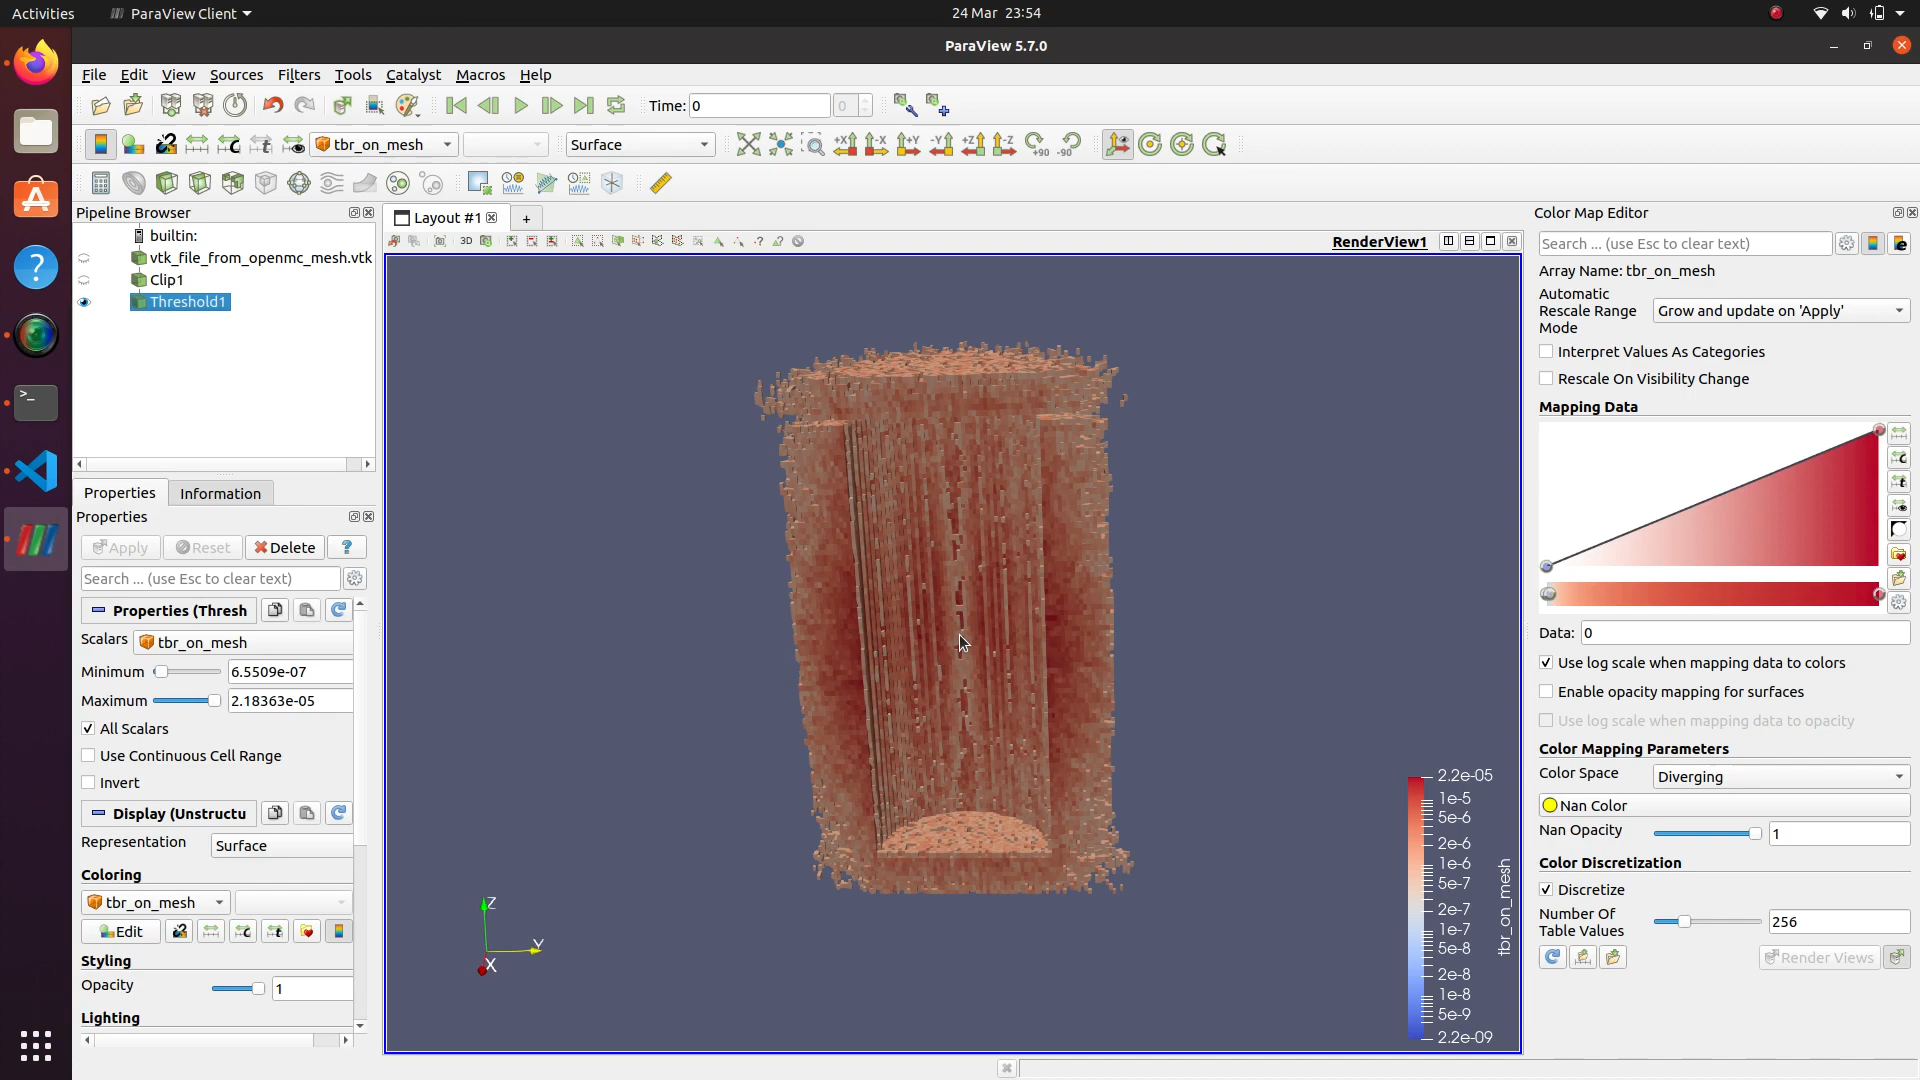 Activities ParaView Client 24 Mar 23:54
ParaView 5.7.0
File Edit View Sources Filters Tools Catalyst Macros Help
Time: 0 0
tbr_on_mesh Surface +X -X +Y -Y +Z -Z +90 -90
Pipeline Browser
builtin:
vtk_file_from_openmc_mesh.vtk
Clip1
Threshold1
Properties Information
Properties
Apply Reset Delete ?
Search ... (use Esc to clear text)
Properties (Thresh
Scalars tbr_on_mesh
Minimum 6.5509e-07
Maximum 2.18363e-05
All Scalars
Use Continuous Cell Range
Invert
Display (Unstructu
Representation Surface
Coloring
tbr_on_mesh
Edit
Styling
Opacity 1
Lighting
Layout #1 +
3D RenderView1
Z
Y
X
2.2e-05
1e-5
5e-6
2e-6
1e-6
5e-7
2e-7
1e-7
5e-8
2e-8
1e-8
5e-9
2.2e-09
tbr_on_mesh
Color Map Editor
Search ... (use Esc to clear text)
Array Name: tbr_on_mesh
Automatic
Rescale Range Grow and update on 'Apply'
Mode
Interpret Values As Categories
Rescale On Visibility Change
Mapping Data
Data: 0
Use log scale when mapping data to colors
Enable opacity mapping for surfaces
Use log scale when mapping data to opacity
Color Mapping Parameters
Color Space Diverging
Nan Color
Nan Opacity 1
Color Discretization
Discretize
Number Of
Table Values 256
Render Views